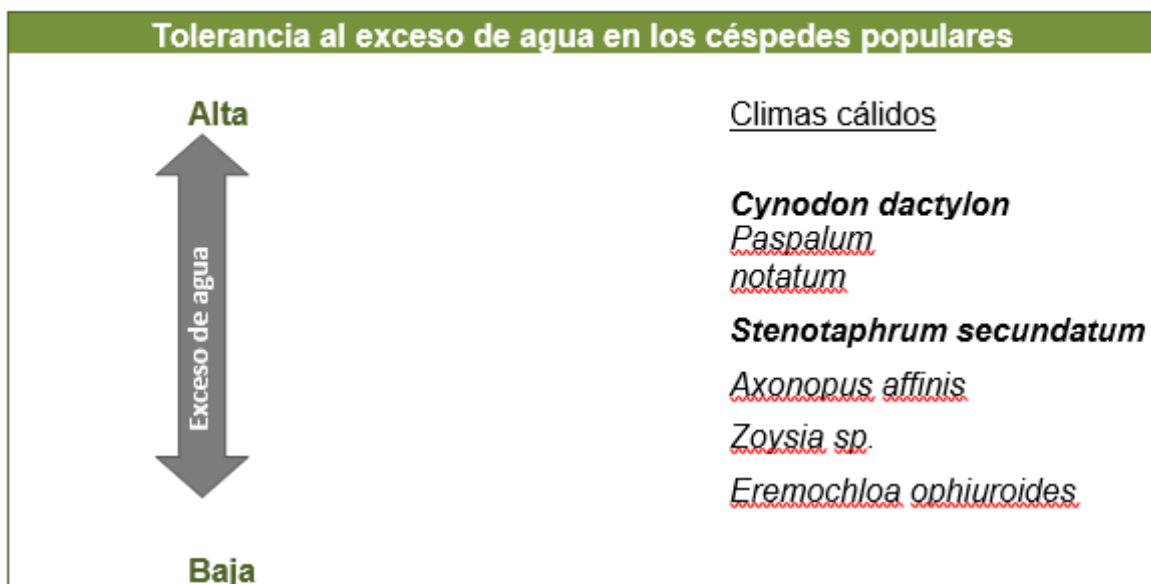 Tolerancia al exceso de agua en los céspedes populares
Alta
Climas cálidos
Exceso de agua
Cynodon dactylon
Paspalum
notatum
Stenotaphrum secundatum
Axonopus affinis
Zoysia sp.
Eremochloa ophiuroides
Baja